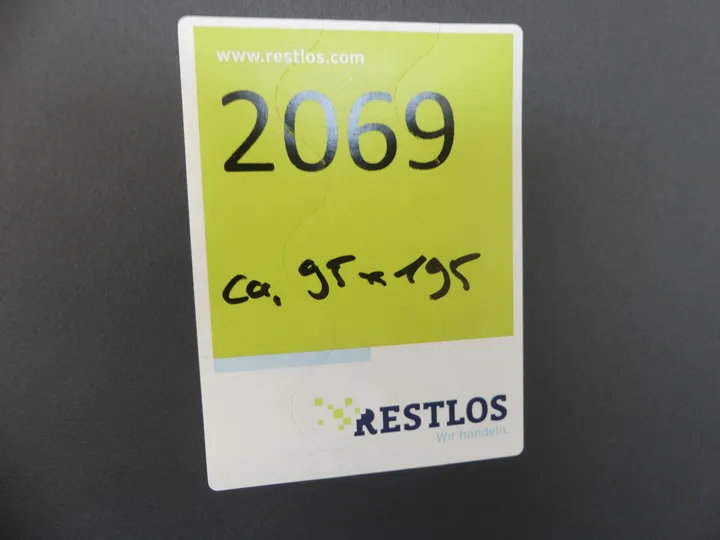 www.restlos.com
2069
ca. 95 x 195
RESTLOS
Wir handeln.